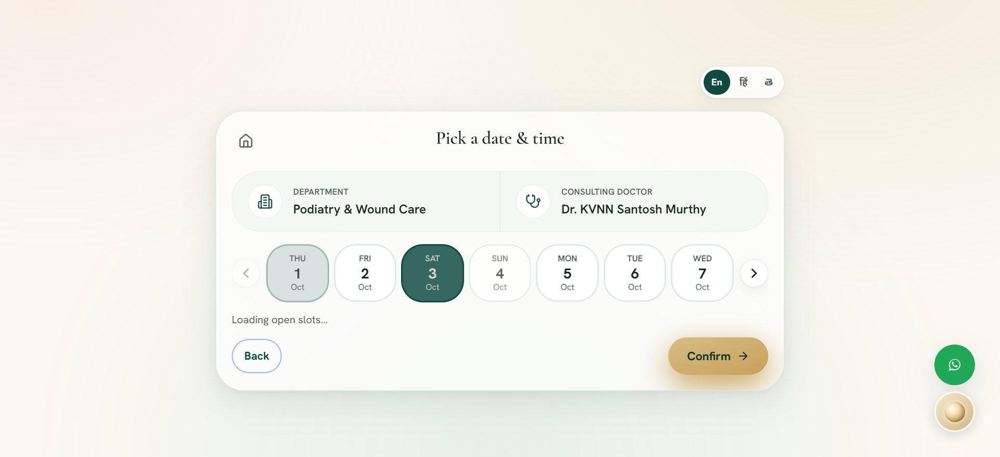 En हिं తె
Pick a date & time
DEPARTMENT
Podiatry & Wound Care
CONSULTING DOCTOR
Dr. KVNN Santosh Murthy
THU
1
Oct
FRI
2
Oct
SAT
3
Oct
SUN
4
Oct
MON
5
Oct
TUE
6
Oct
WED
7
Oct
Loading open slots...
Back
Confirm